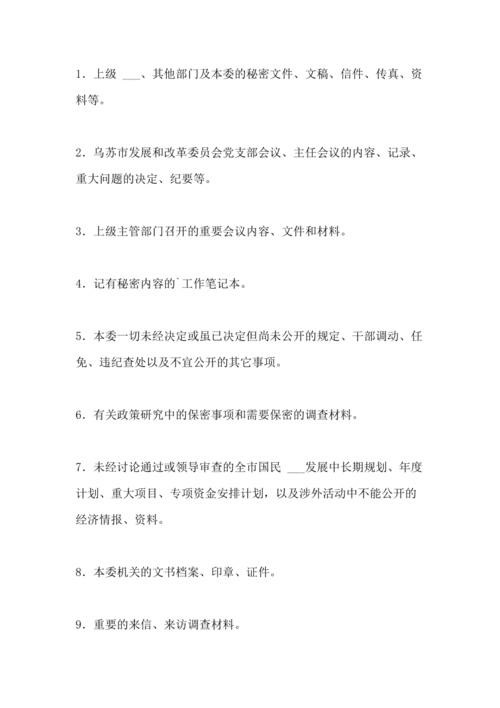 1．上级 ___、其他部门及本委的秘密文件、文稿、信件、传真、资
料等。
2．乌苏市发展和改革委员会党支部会议、主任会议的内容、记录、
重大问题的决定、纪要等。
3．上级主管部门召开的重要会议内容、文件和材料。
4．记有秘密内容的`工作笔记本。
5．本委一切未经决定或虽已决定但尚未公开的规定、干部调动、任
免、违纪查处以及不宜公开的其它事项。
6．有关政策研究中的保密事项和需要保密的调查材料。
7．未经讨论通过或领导审查的全市国民 ___发展中长期规划、年度
计划、重大项目、专项资金安排计划，以及涉外活动中不能公开的
经济情报、资料。
8．本委机关的文书档案、印章、证件。
9．重要的来信、来访调查材料。